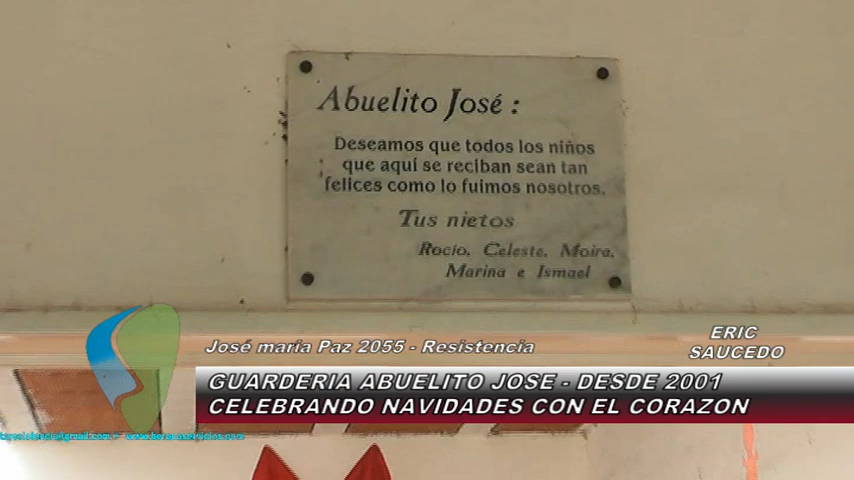 Abuelito José:
Deseamos que todos los niños
que aquí se reciban sean tan
felices como lo fuimos nosotros.
Tus nietos
Rocío, Celeste, Moira,
Marina e Ismael
José maria Paz 2055 - Resistencia
ERIC
SAUCEDO
GUARDERIA ABUELITO JOSE - DESDE 2001
CELEBRANDO NAVIDADES CON EL CORAZON